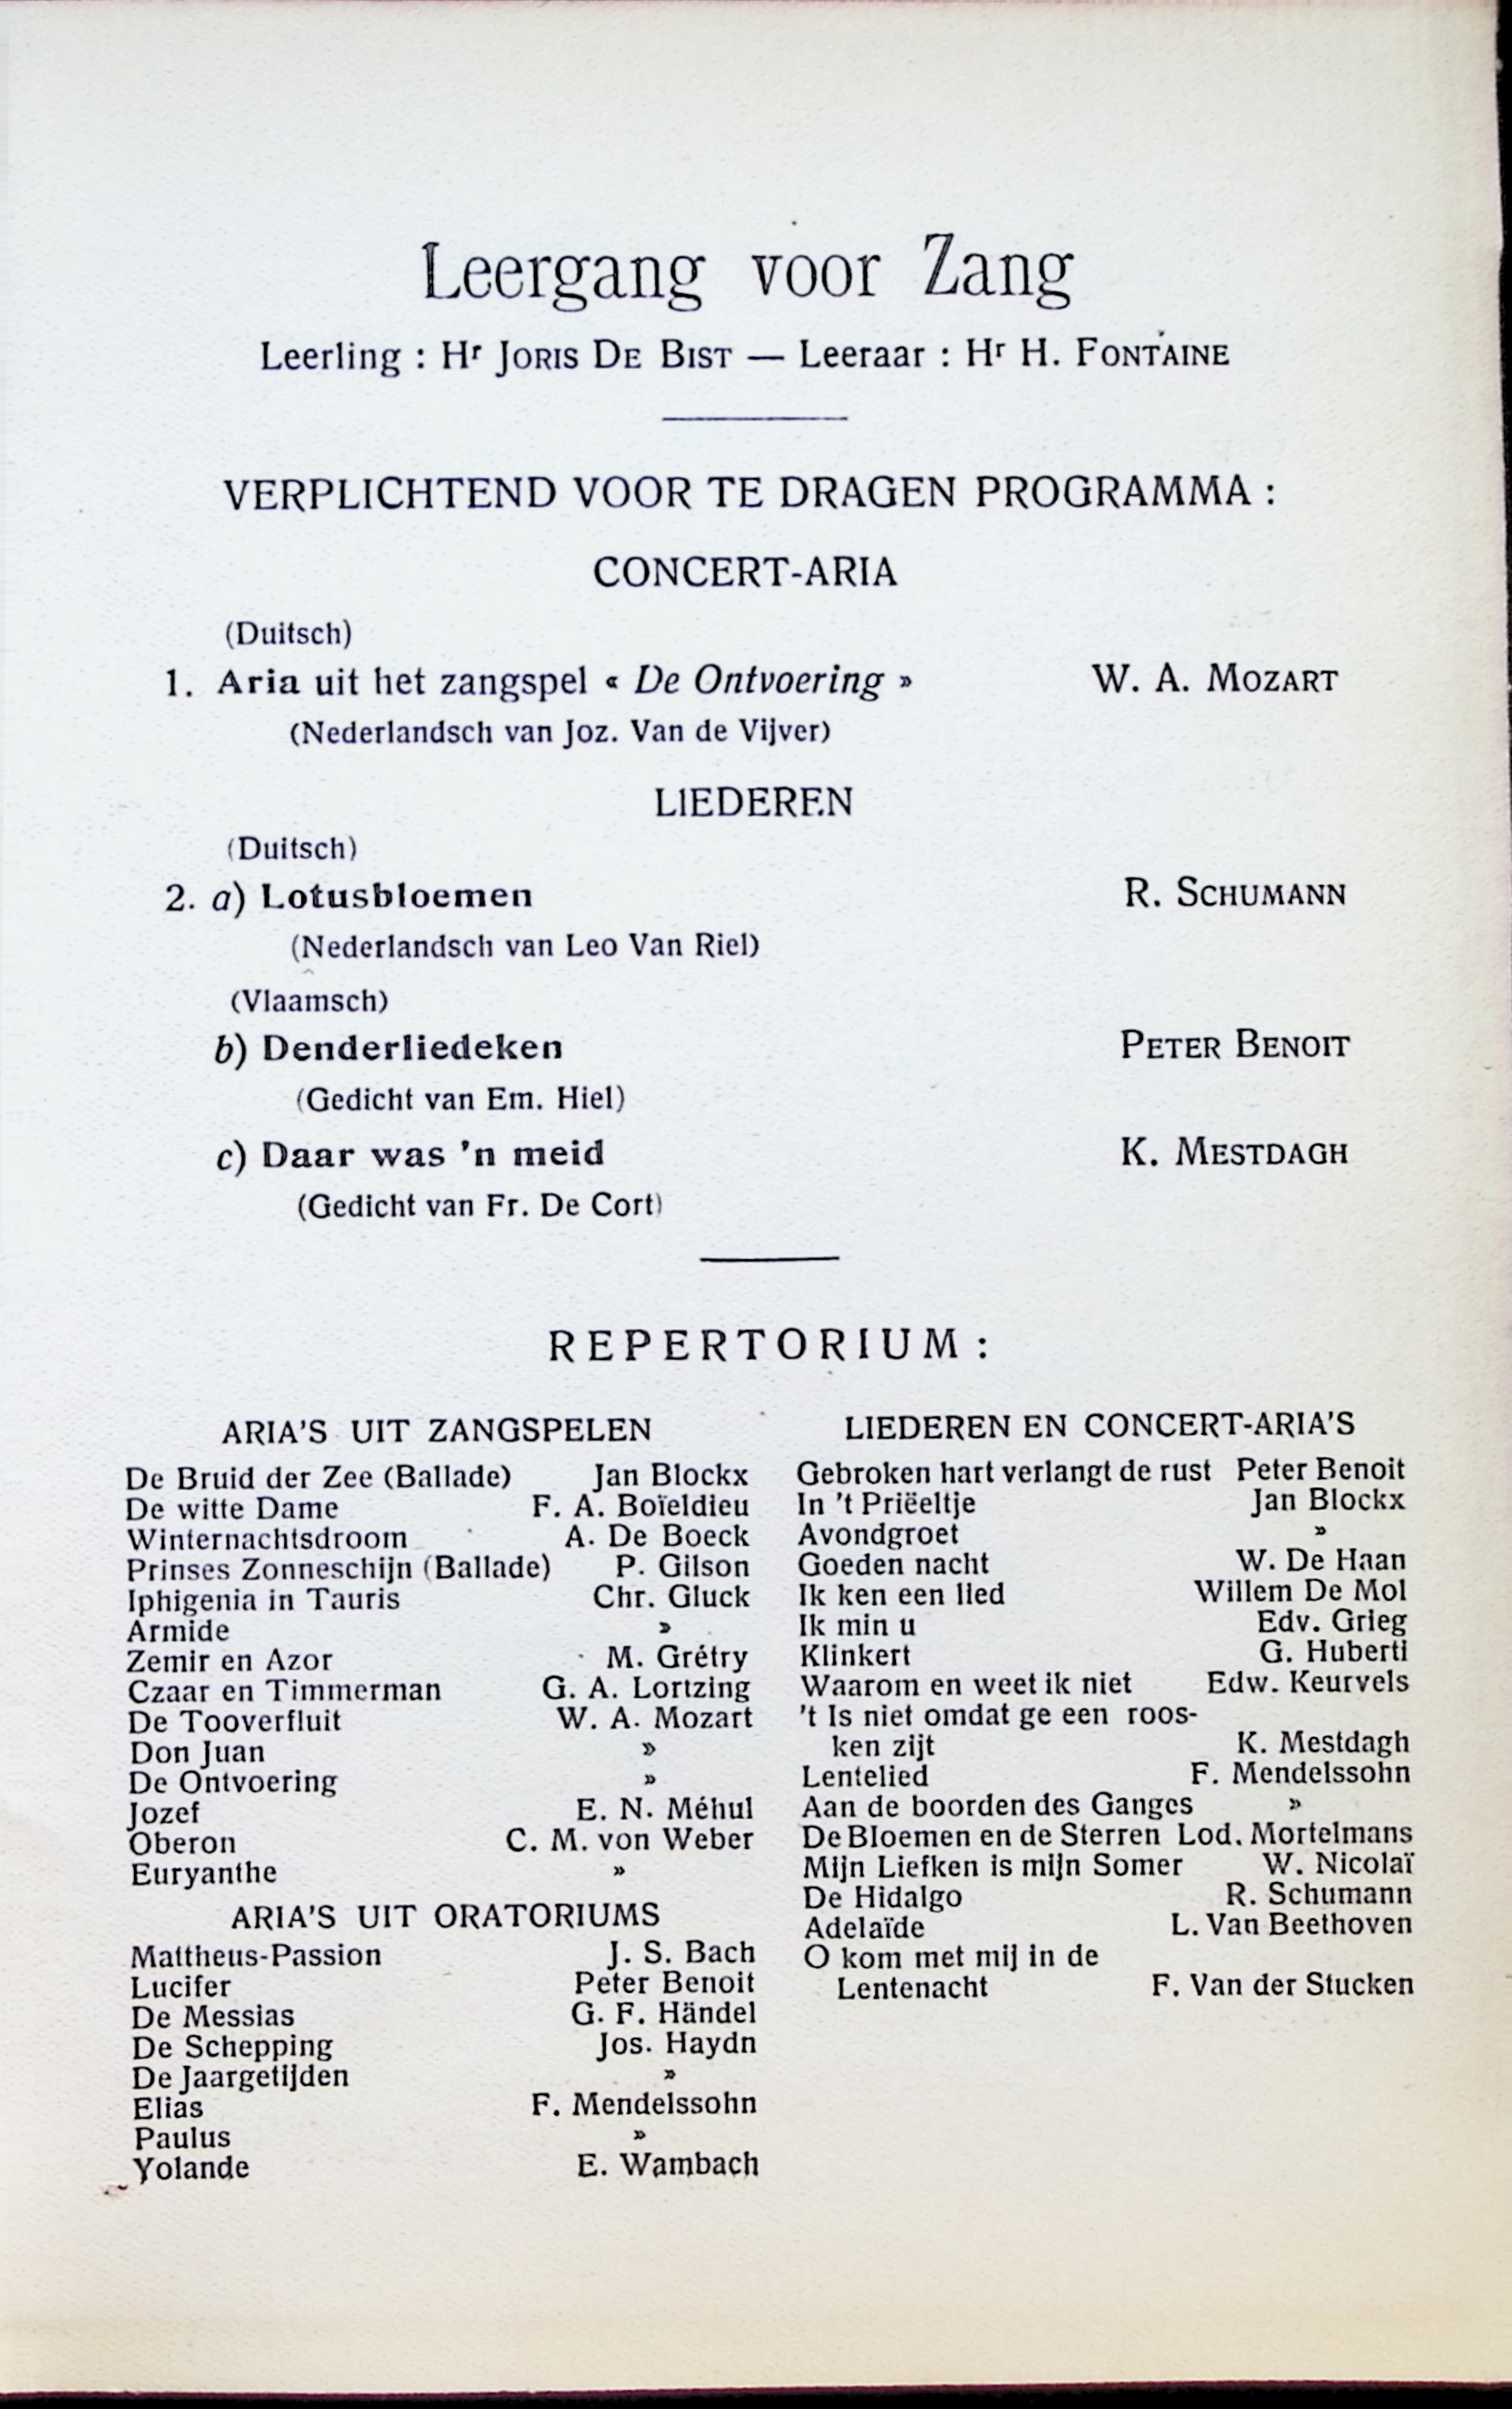 Leergang voor Zang
Leerling : Hr JORIS DE BIST — Leeraar : Hr H. FONTAINE
VERPLICHTEND VOOR TE DRAGEN PROGRAMMA :
CONCERT-ARIA
(Duitsch)
1. Aria uit het zangspel « De Ontvoering » W. A. MOZART
(Nederlandsch van Joz. Van de Vijver)
LIEDEREN
(Duitsch)
2. a) Lotusbloemen R. SCHUMANN
(Nederlandsch van Leo Van Riel)
(Vlaamsch)
b) Denderliedeken PETER BENOIT
(Gedicht van Em. Hiel)
c) Daar was 'n meid K. MESTDAGH
(Gedicht van Fr. De Cort)
REPERTORIUM :
ARIA'S UIT ZANGSPELEN
De Bruid der Zee (Ballade) Jan Blockx
De witte Dame F. A. Boïeldieu
Winternachtsdroom A. De Boeck
Prinses Zonneschijn (Ballade) P. Gilson
Iphigenia in Tauris Chr. Gluck
Armide »
Zemir en Azor M. Grétry
Czaar en Timmerman G. A. Lortzing
De Tooverfluit W. A. Mozart
Don Juan »
De Ontvoering »
Jozef E. N. Méhul
Oberon C. M. von Weber
Euryanthe »
ARIA'S UIT ORATORIUMS
Mattheus-Passion J. S. Bach
Lucifer Peter Benoit
De Messias G. F. Händel
De Schepping Jos. Haydn
De Jaargetijden »
Elias F. Mendelssohn
Paulus »
Yolande E. Wambach
LIEDEREN EN CONCERT-ARIA'S
Gebroken hart verlangt de rust Peter Benoit
In 't Priëeltje Jan Blockx
Avondgroet »
Goeden nacht W. De Haan
Ik ken een lied Willem De Mol
Ik min u Edv. Grieg
Klinkert G. Huberti
Waarom en weet ik niet Edw. Keurvels
't Is niet omdat ge een roos-
ken zijt K. Mestdagh
Lentelied F. Mendelssohn
Aan de boorden des Ganges »
De Bloemen en de Sterren Lod. Mortelmans
Mijn Liefken is mijn Somer W. Nicolaï
De Hidalgo R. Schumann
Adelaïde L. Van Beethoven
O kom met mij in de
Lentenacht F. Van der Stucken